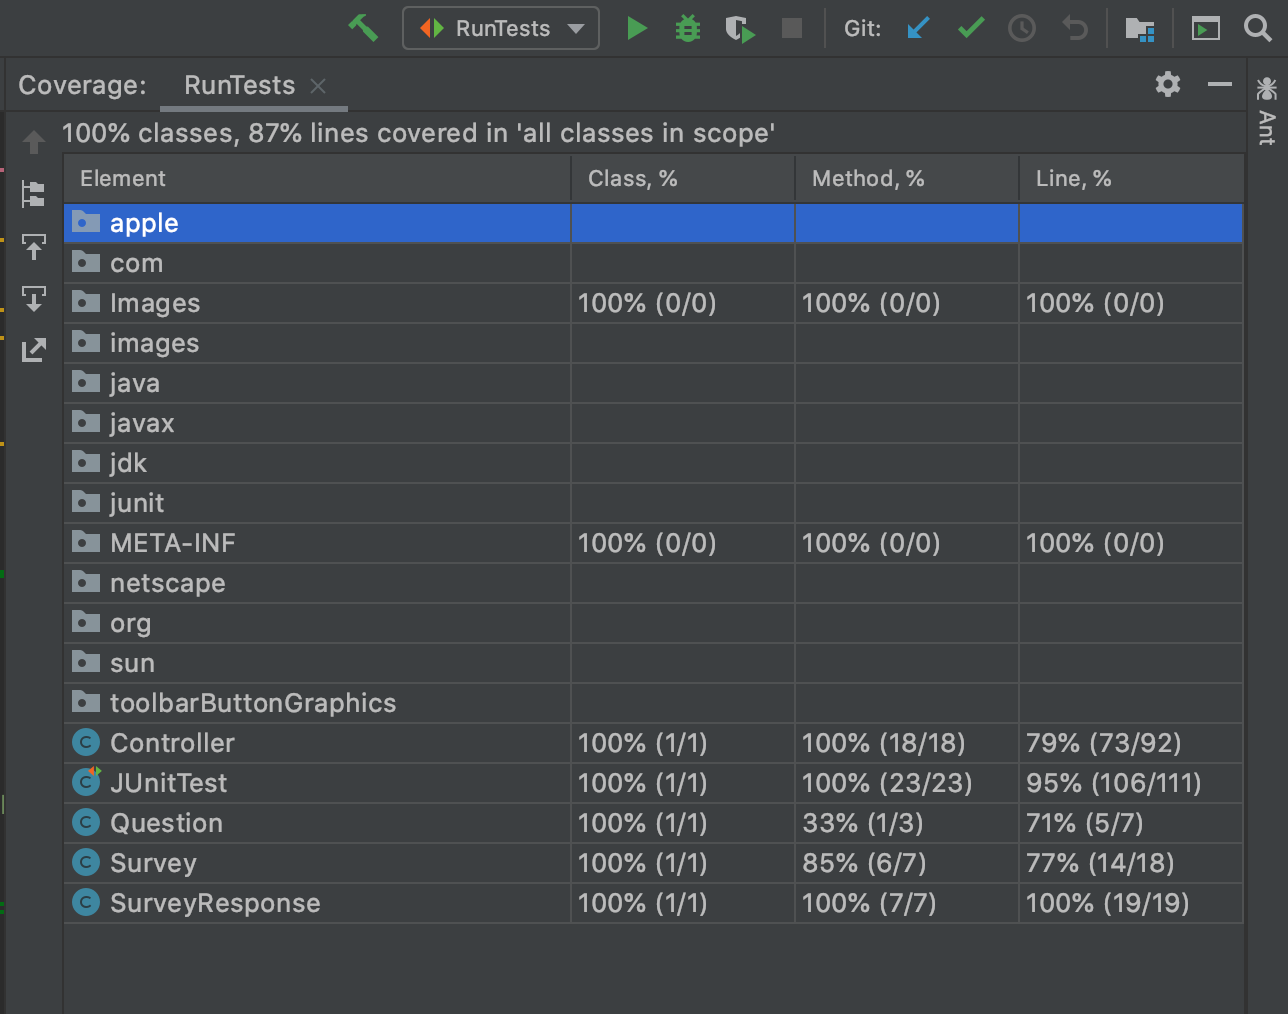 RunTests Git:
Coverage: RunTests
Ant
100% classes, 87% lines covered in 'all classes in scope'
Element Class, % Method, % Line, %
apple
com
Images 100% (0/0) 100% (0/0) 100% (0/0)
images
java
javax
jdk
junit
META-INF 100% (0/0) 100% (0/0) 100% (0/0)
netscape
org
sun
toolbarButtonGraphics
C Controller 100% (1/1) 100% (18/18) 79% (73/92)
C JUnitTest 100% (1/1) 100% (23/23) 95% (106/111)
C Question 100% (1/1) 33% (1/3) 71% (5/7)
C Survey 100% (1/1) 85% (6/7) 77% (14/18)
C SurveyResponse 100% (1/1) 100% (7/7) 100% (19/19)